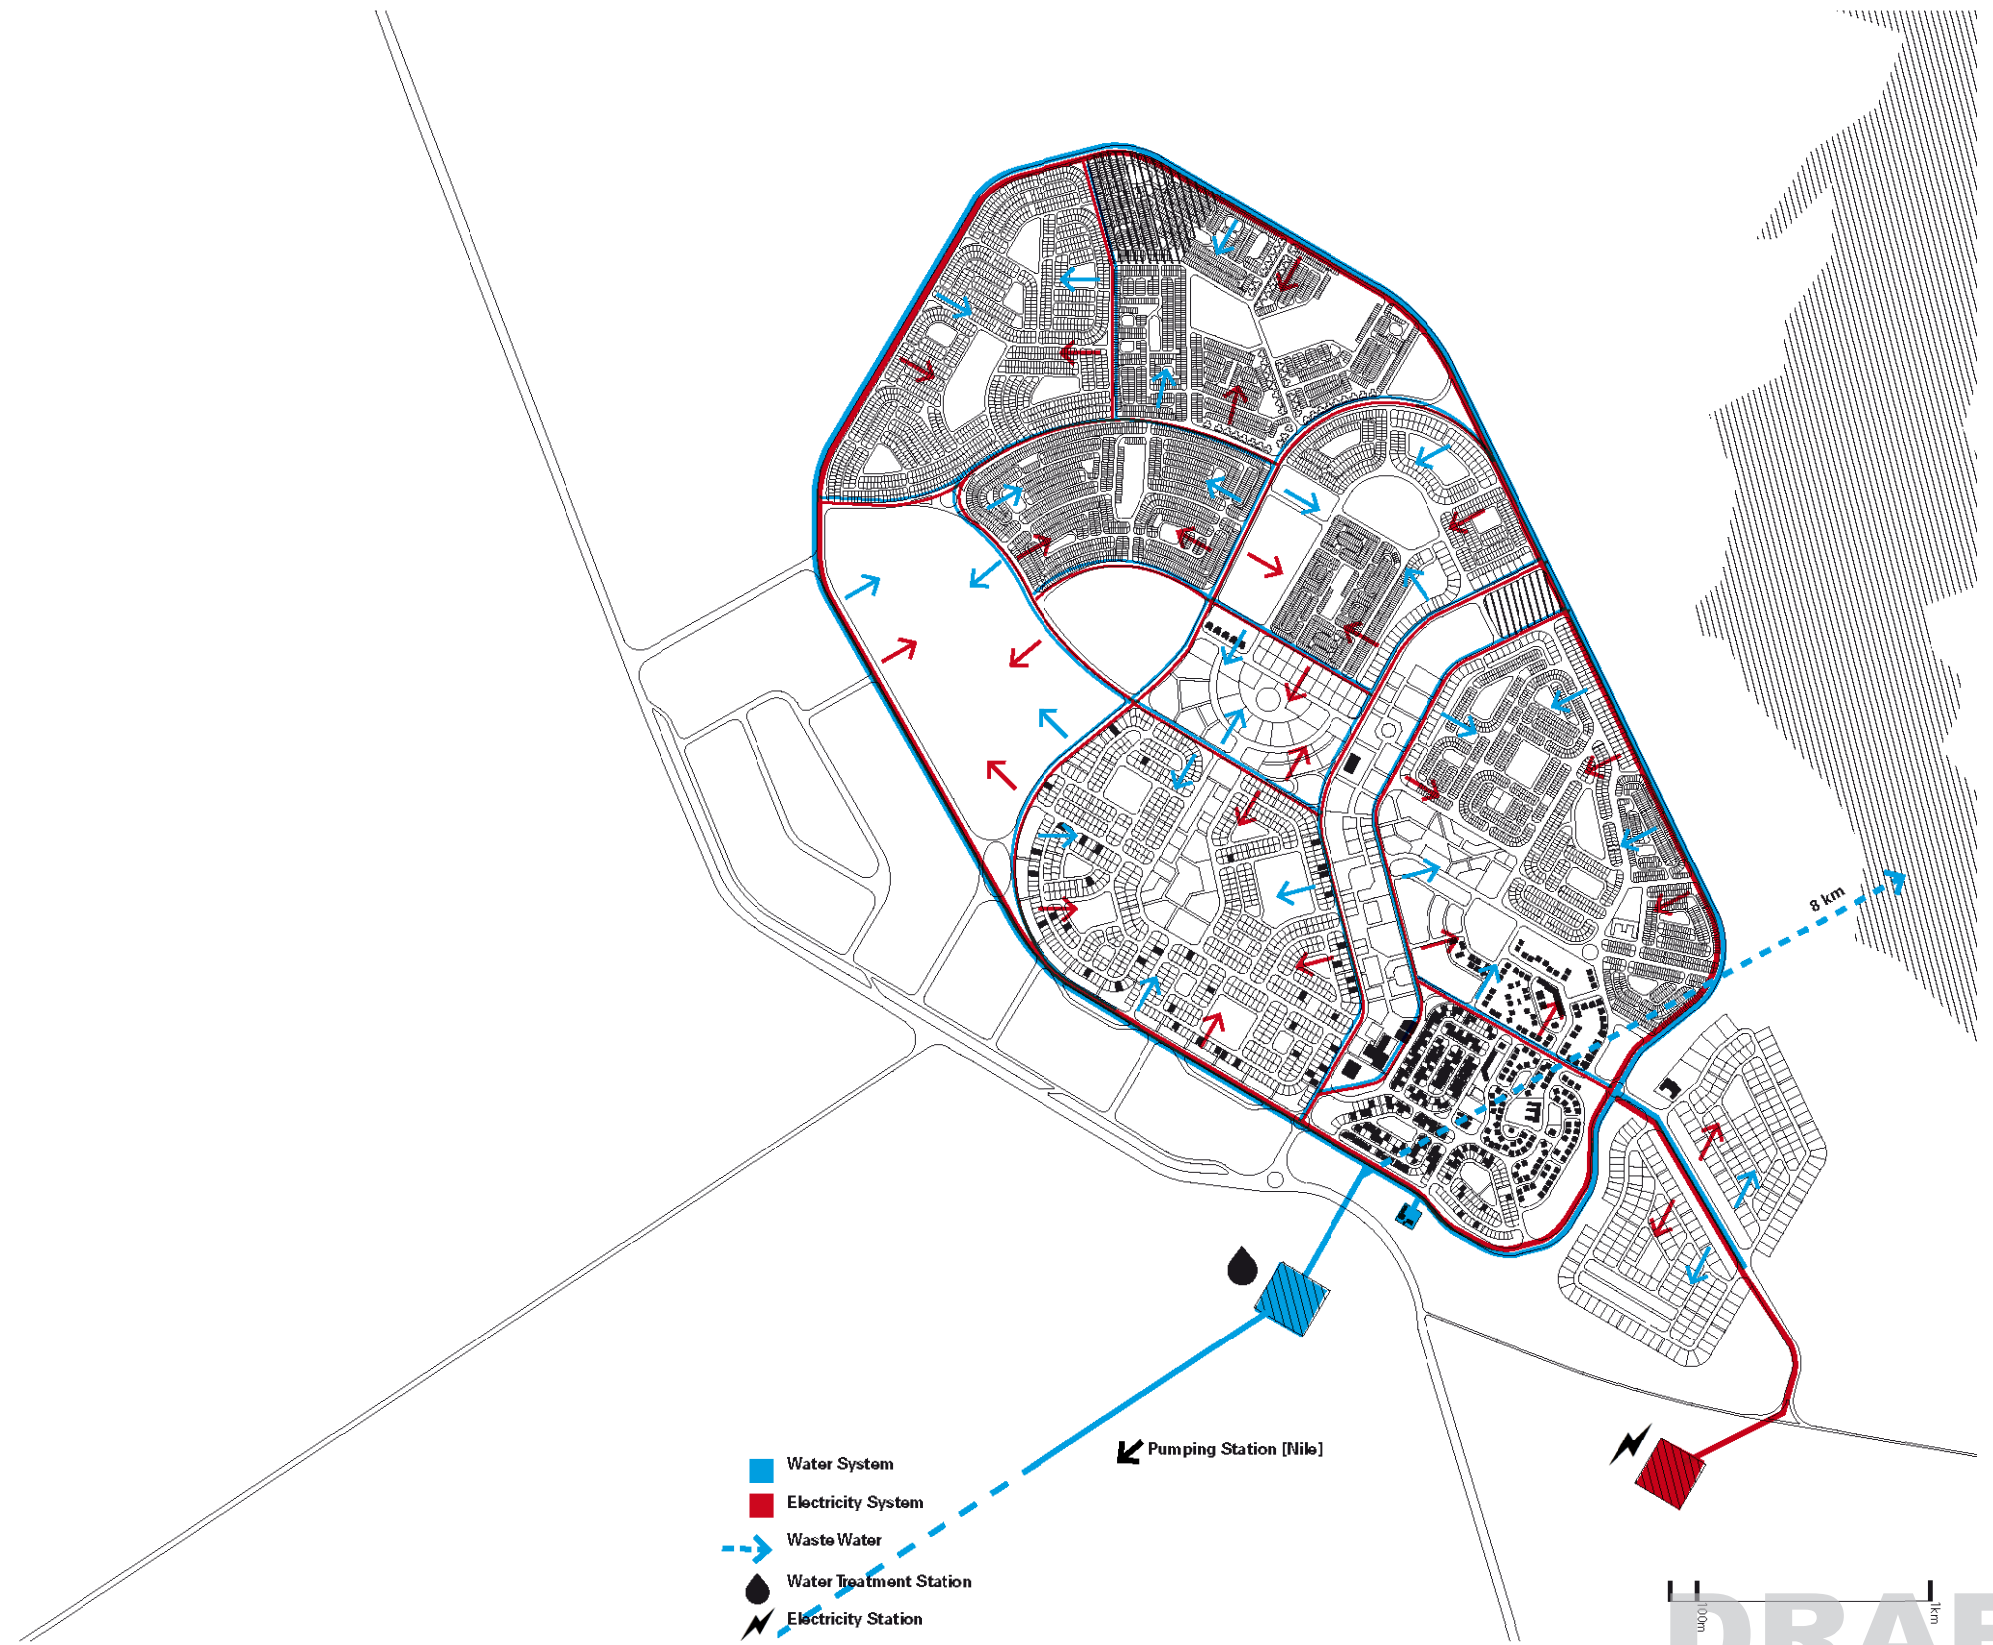 8 km
Pumping Station [Nile]
Water System
Electricity System
Waste Water
Water Treatment Station
Electricity Station
100m
1km